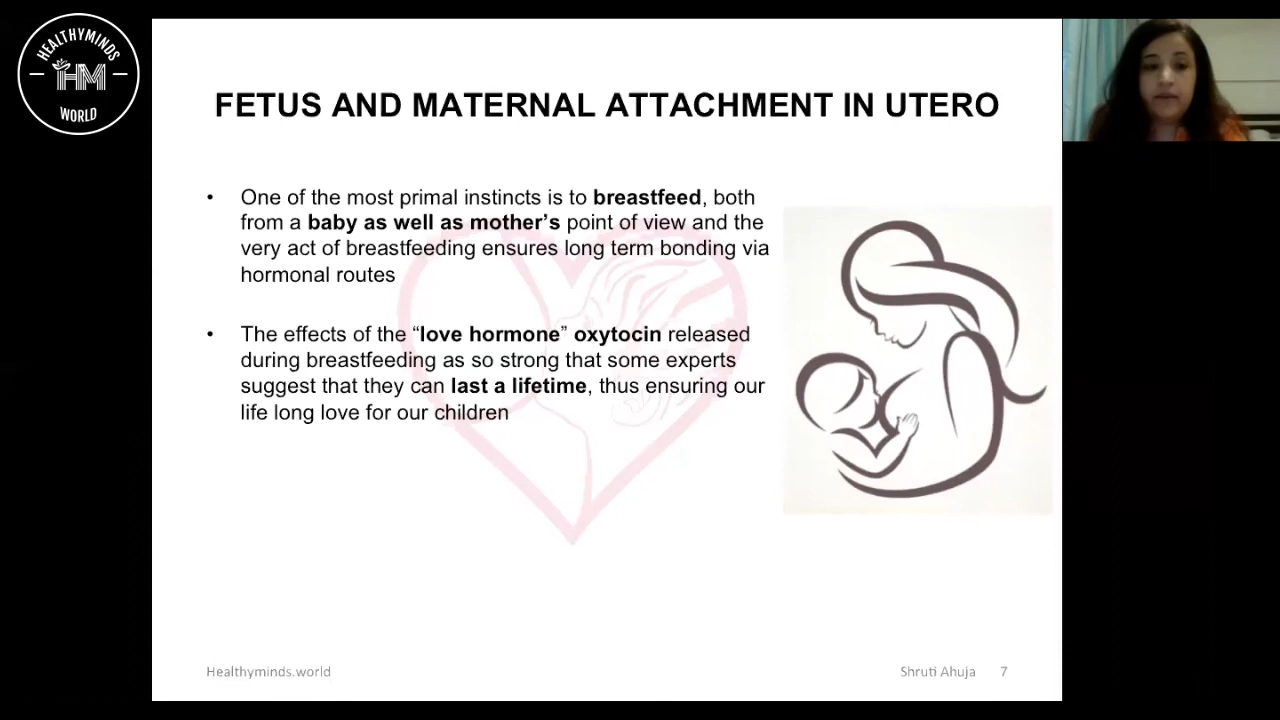 HEALTHYMINDS
HM
WORLD
FETUS AND MATERNAL ATTACHMENT IN UTERO
• One of the most primal instincts is to breastfeed, both
from a baby as well as mother's point of view and the
very act of breastfeeding ensures long term bonding via
hormonal routes
• The effects of the “love hormone” oxytocin released
during breastfeeding as so strong that some experts
suggest that they can last a lifetime, thus ensuring our
life long love for our children
Healthyminds.world
Shruti Ahuja 7